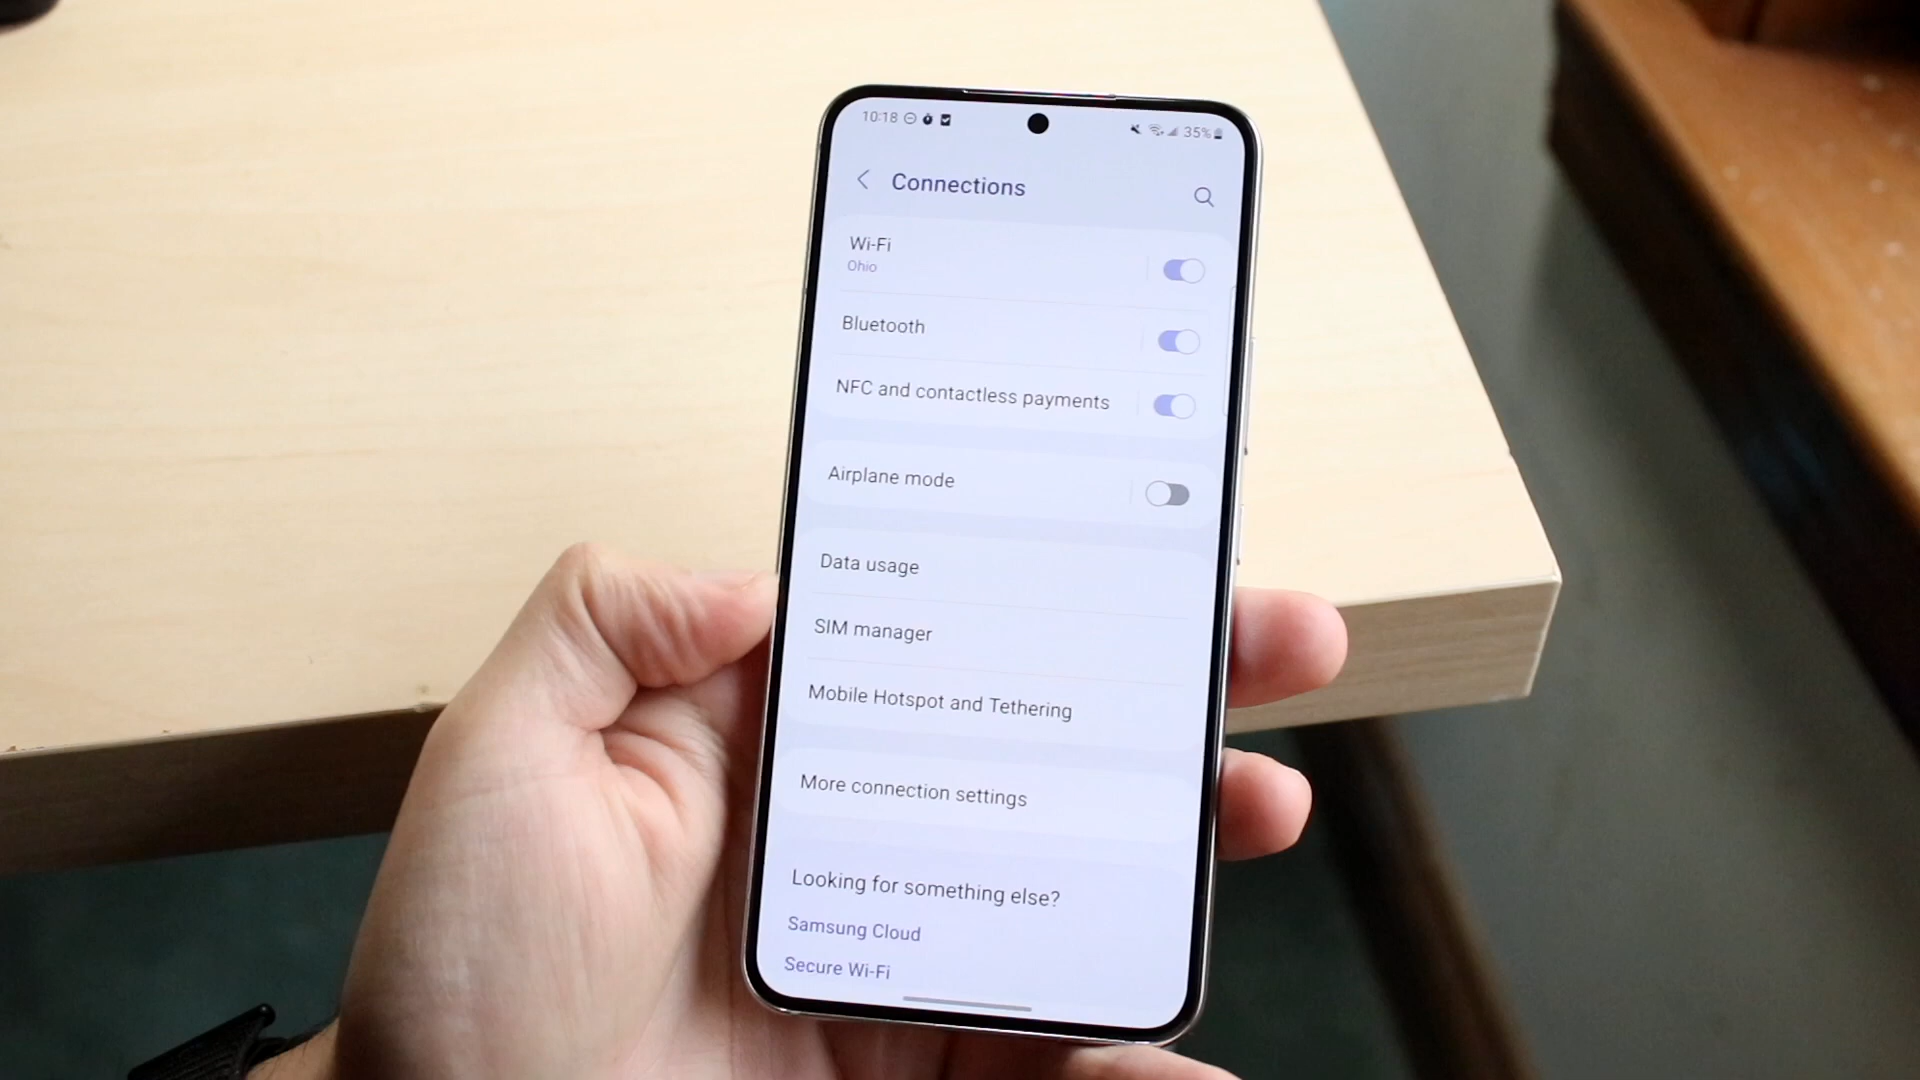 10:18 35%
Connections
Wi-Fi
Ohio
Bluetooth
NFC and contactless payments
Airplane mode
Data usage
SIM manager
Mobile Hotspot and Tethering
More connection settings
Looking for something else?
Samsung Cloud
Secure Wi-Fi